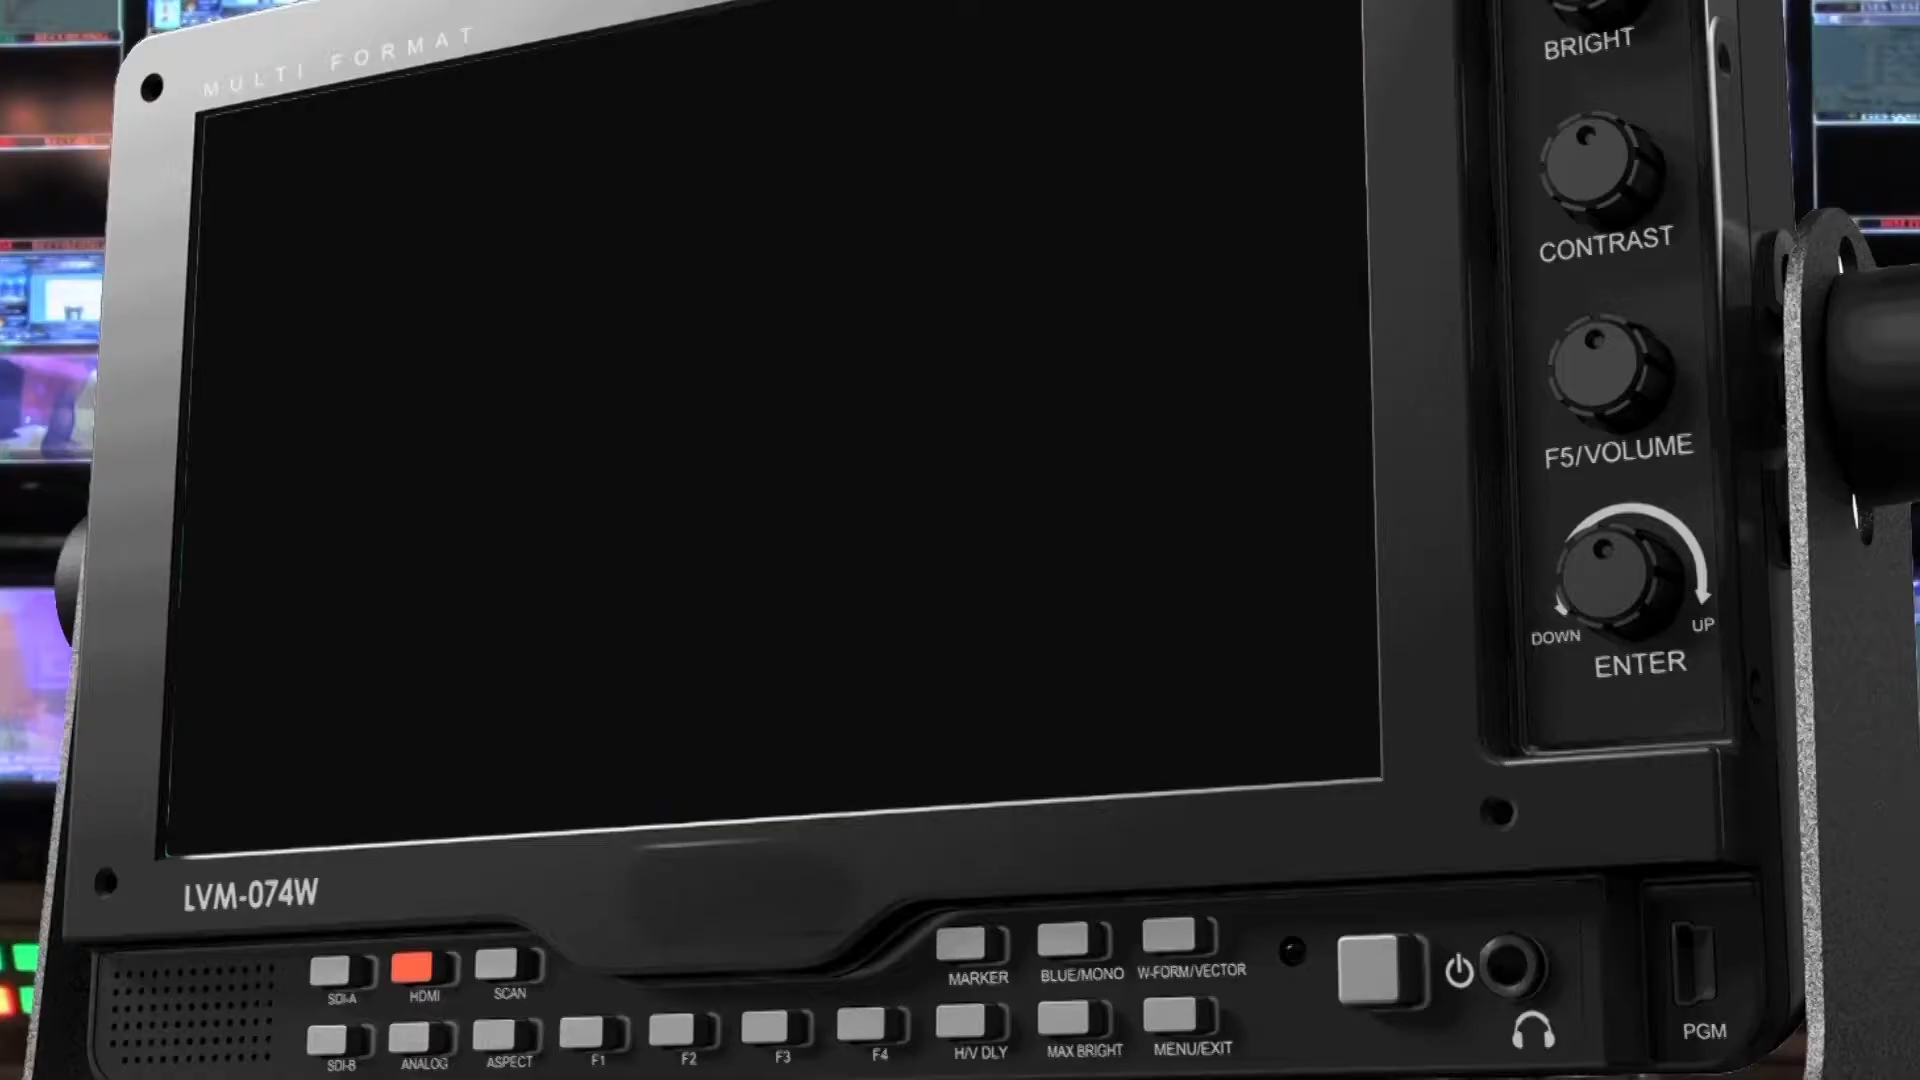 MULTI FORMAT
BRIGHT
CONTRAST
F5/VOLUME
DOWN
UP
ENTER
LVM-074W
SDI-A
HDMI
SCAN
MARKER
BLUE/MONO
W-FORM/VECTOR
SDI-B
ANALOG
ASPECT
F1
F2
F3
F4
H/V DLY
MAX BRIGHT
MENU/EXIT
PGM